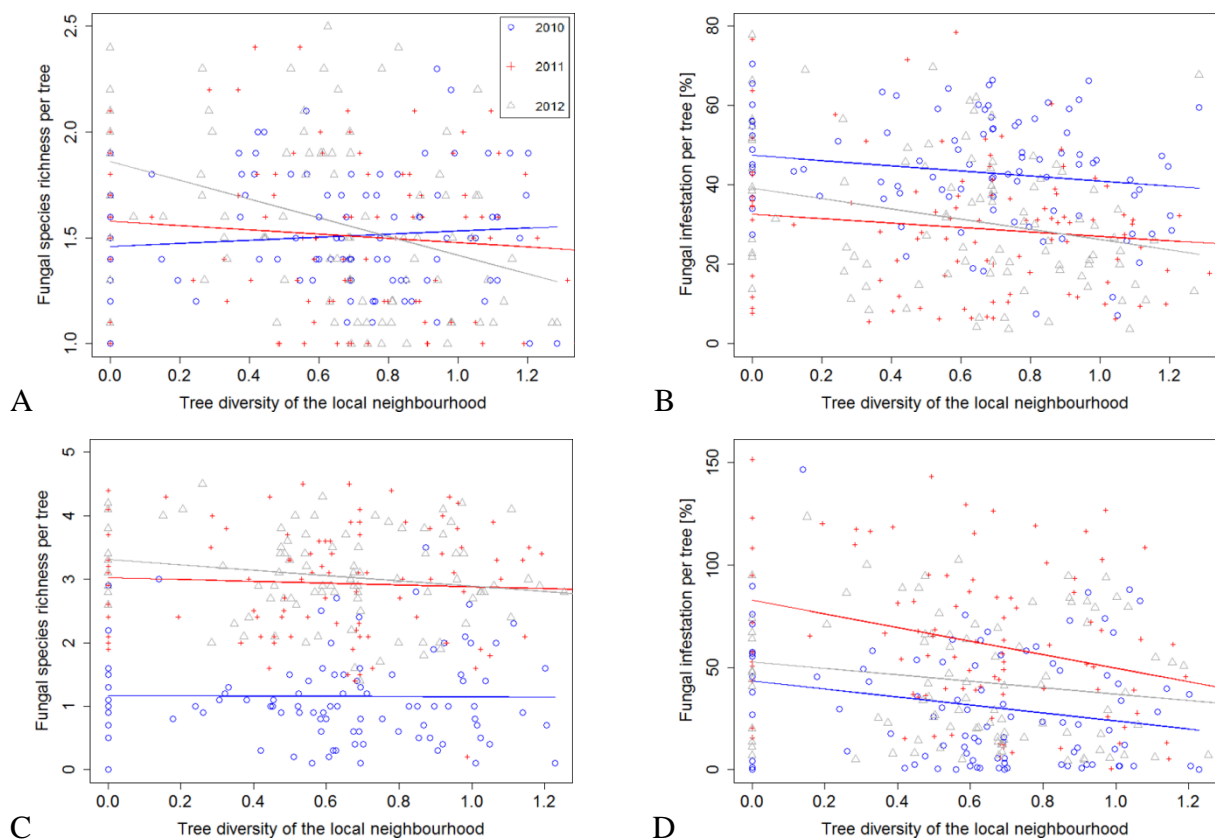 2.5
2.0
1.5
1.0
Fungal species richness per tree
2010
2011
2012
0.0 0.2 0.4 0.6 0.8 1.0 1.2
Tree diversity of the local neighbourhood
A
80
60
40
20
0
Fungal infestation per tree [%]
0.0 0.2 0.4 0.6 0.8 1.0 1.2
Tree diversity of the local neighbourhood
B
5
4
3
2
1
0
Fungal species richness per tree
0.0 0.2 0.4 0.6 0.8 1.0 1.2
Tree diversity of the local neighbourhood
C
150
100
50
0
Fungal infestation per tree [%]
0.0 0.2 0.4 0.6 0.8 1.0 1.2
Tree diversity of the local neighbourhood
D